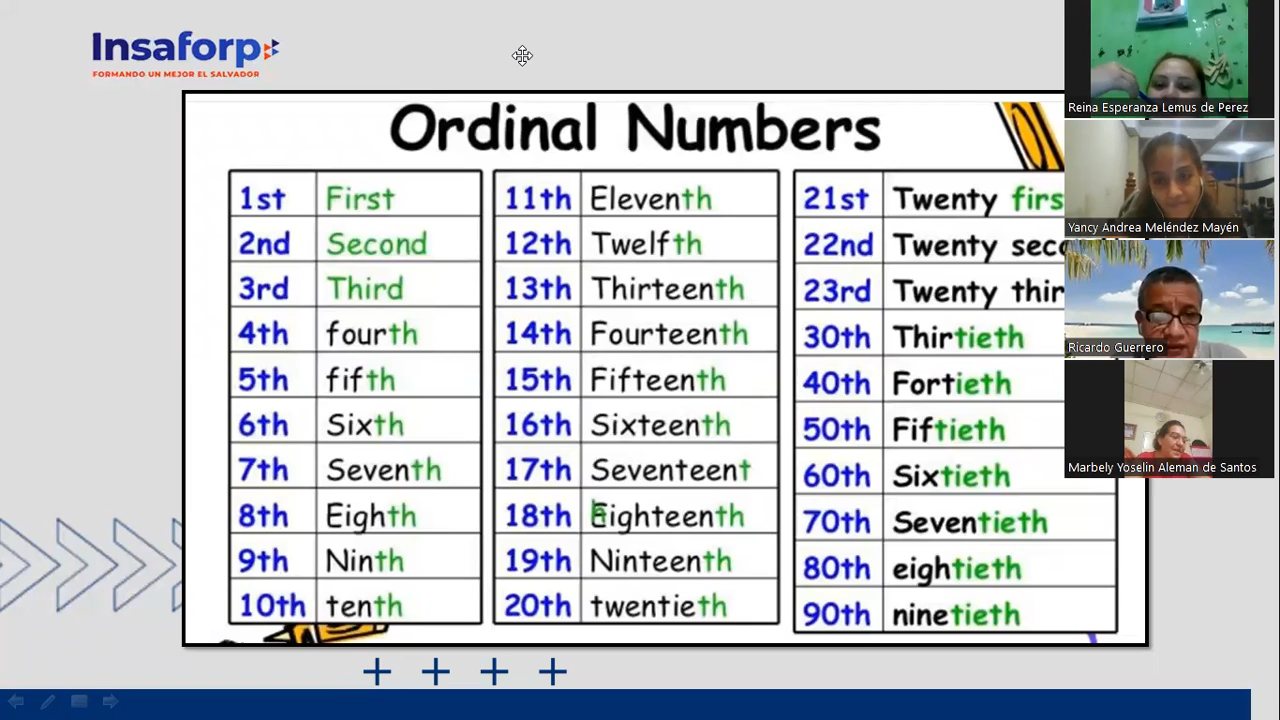 Insaforp
FORMANDO UN MEJOR EL SALVADOR
Ordinal Numbers
1st First
2nd Second
3rd Third
4th fourth
5th fifth
6th Sixth
7th Seventh
8th Eighth
9th Ninth
10th tenth
11th Eleventh
12th Twelfth
13th Thirteenth
14th Fourteenth
15th Fifteenth
16th Sixteenth
17th Seventeent
h
18th Eighteenth
19th Ninteenth
20th twentieth
21st Twenty firs
22nd Twenty seco
23rd Twenty thir
30th Thirtieth
40th Fortieth
50th Fiftieth
60th Sixtieth
70th Seventieth
80th eightieth
90th ninetieth
Reina Esperanza Lemus de Perez
Yancy Andrea Meléndez Mayén
Ricardo Guerrero
Marbely Yoselin Aleman de Santos